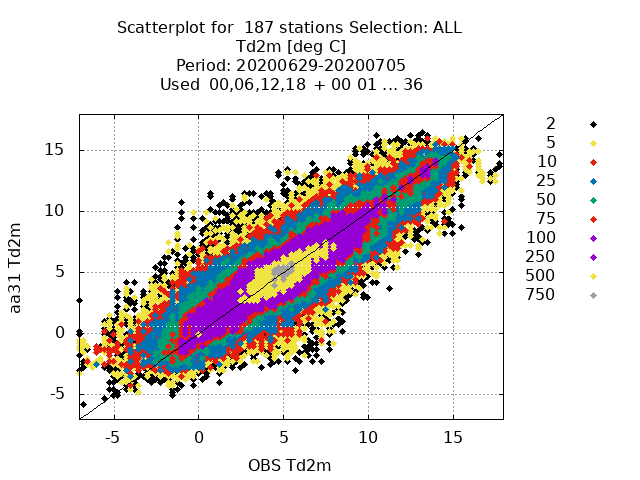 Scatterplot for  187 stations Selection: ALL
Td2m [deg C]
Period: 20200629-20200705
Used  00,06,12,18 + 00 01 ... 36
aa31 Td2m
15
10
5
0
-5
-5 0 5 10 15
OBS Td2m
2
5
10
25
50
75
100
250
500
750